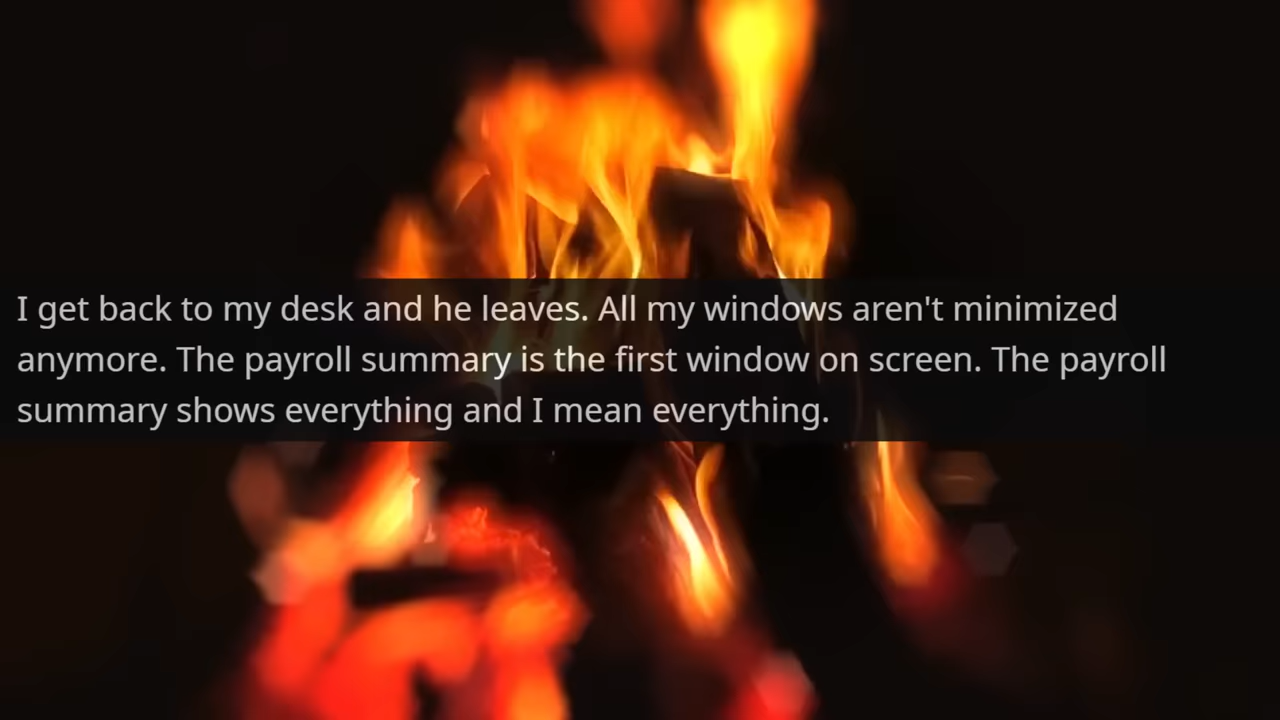 I get back to my desk and he leaves. All my windows aren't minimized
anymore. The payroll summary is the first window on screen. The payroll
summary shows everything and I mean everything.